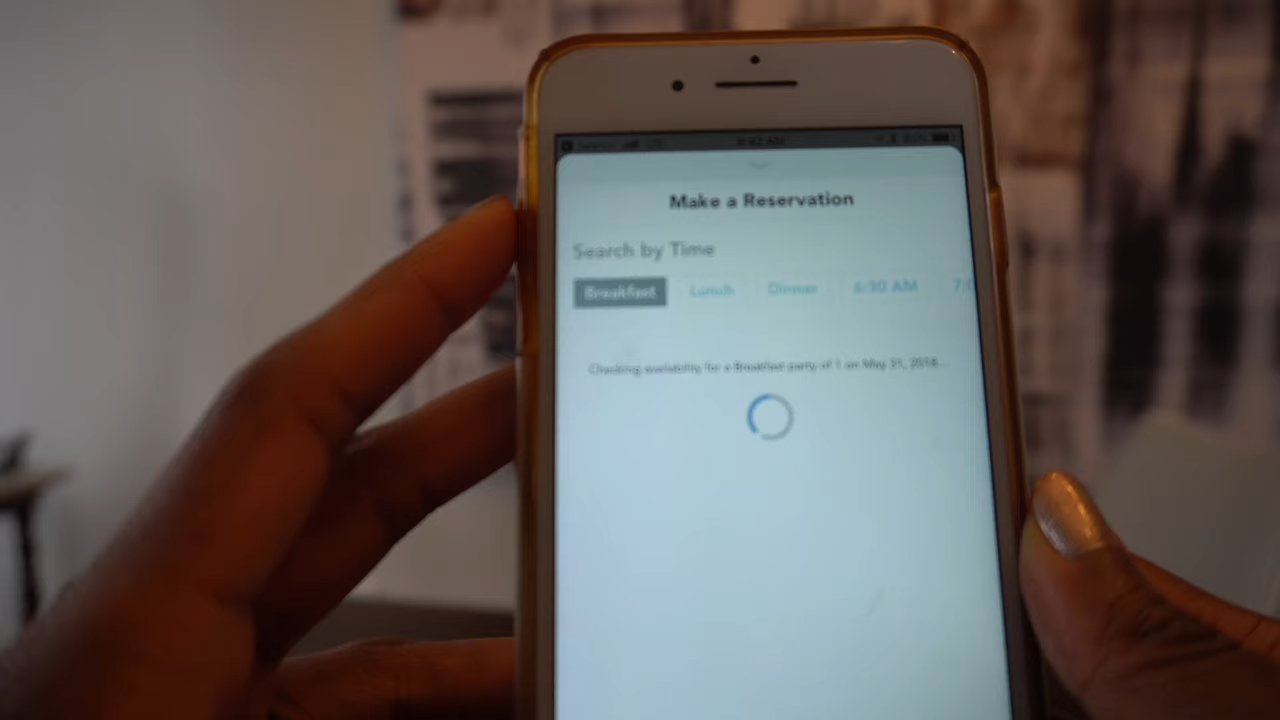 Make a Reservation
Search by Time
Breakfast Lunch Dinner 6:30 AM
Checking availability for a Breakfast party of 1 on May 21, 2018...